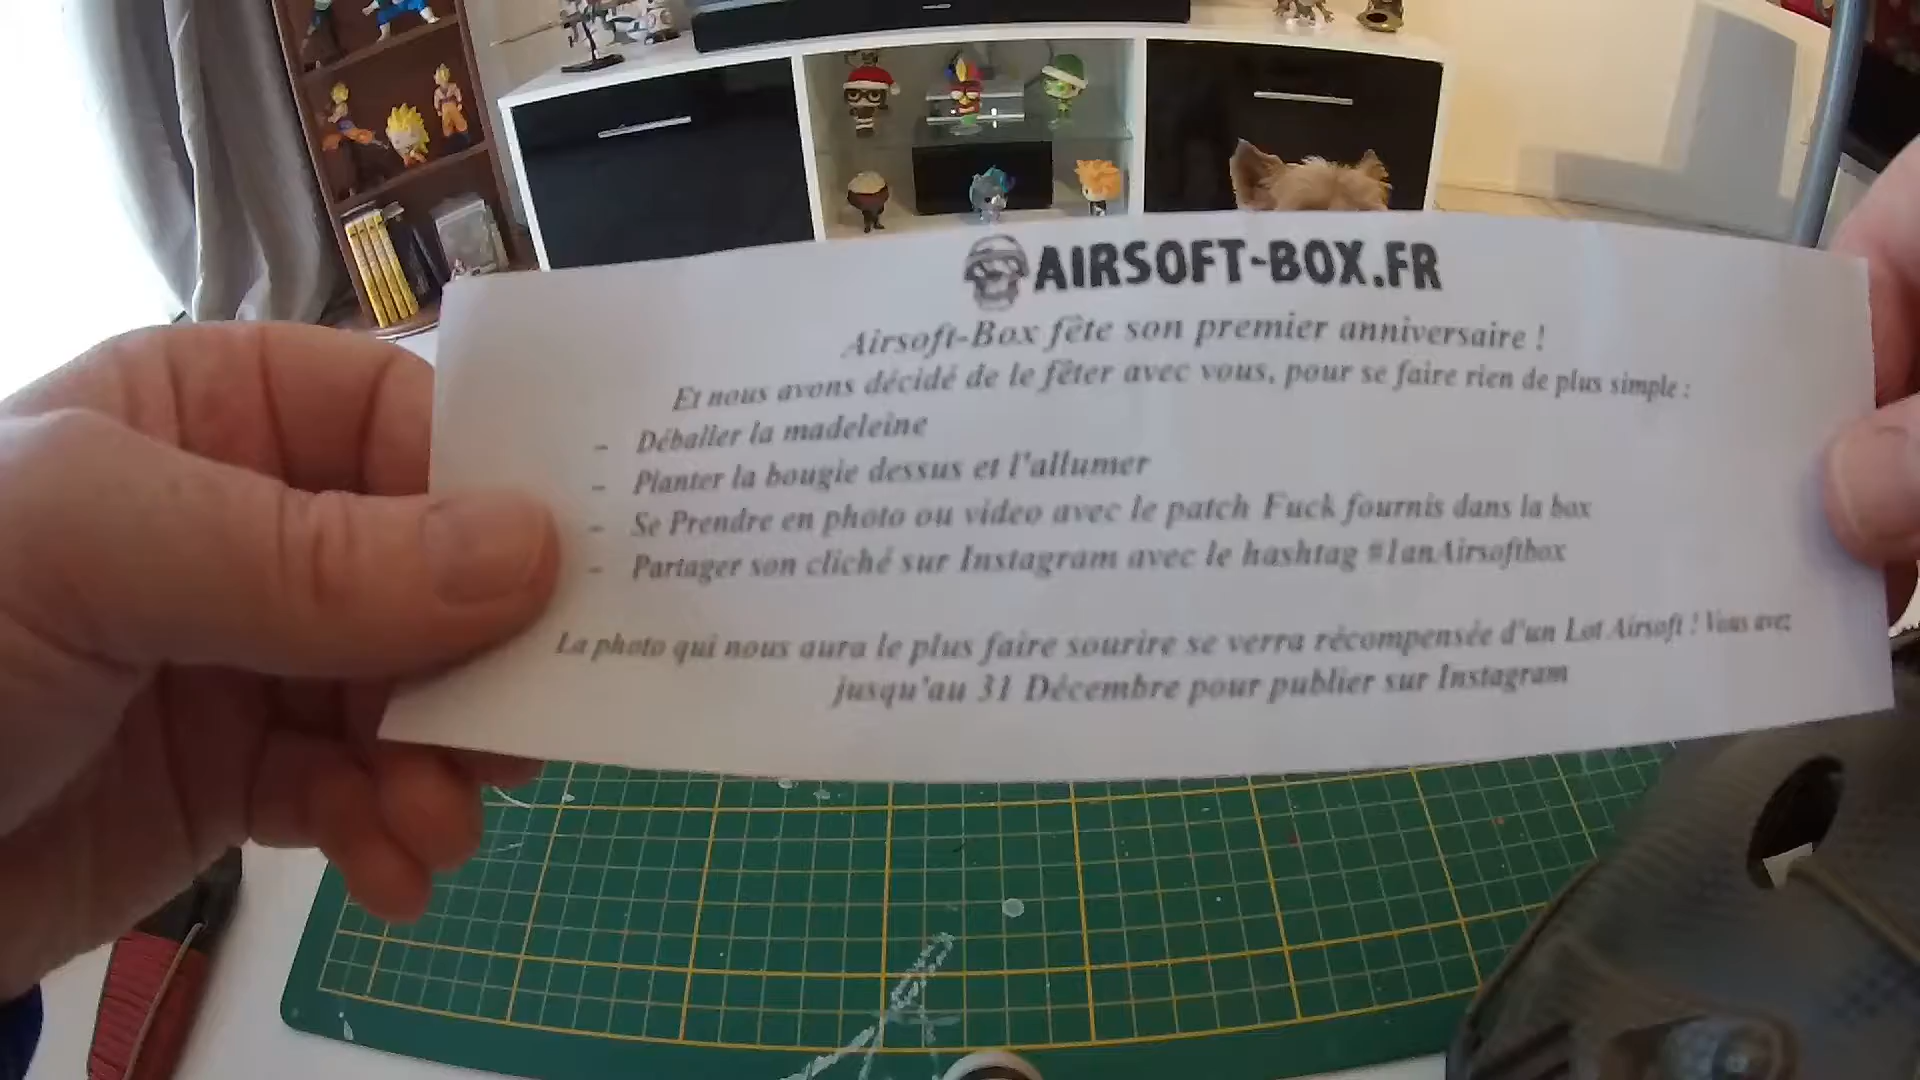 AIRSOFT-BOX.FR
Airsoft-Box fête son premier anniversaire !
Et nous avons décidé de le fêter avec vous, pour se faire rien de plus simple :
- Déballer la madeleine
- Planter la bougie dessus et l'allumer
- Se Prendre en photo ou video avec le patch Fuck fournis dans la box
- Partager son cliché sur Instagram avec le hashtag #1anAirsoftbox
La photo qui nous aura le plus faire sourire se verra récompensée d'un Lot Airsoft ! Vous avez
jusqu'au 31 Décembre pour publier sur Instagram